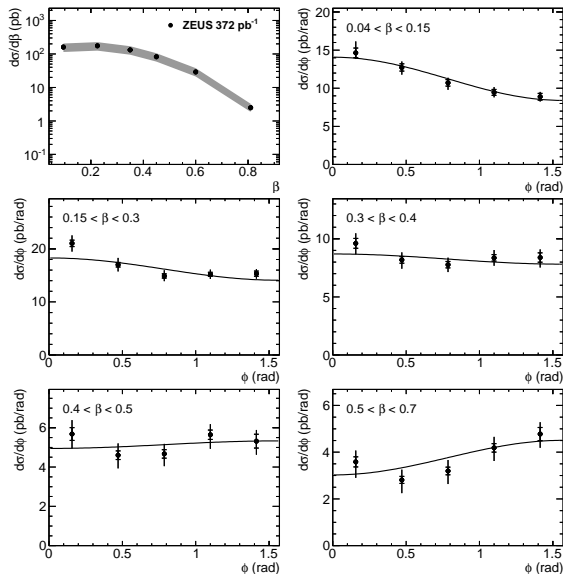 dσ/dβ (pb)
10³
10²
10
1
10⁻¹
ZEUS 372 pb⁻¹
0.2 0.4 0.6 0.8
β
dσ/dϕ (pb/rad)
20
15
10
5
0
0.04 < β < 0.15
0 0.5 1 1.5
ϕ (rad)
dσ/dϕ (pb/rad)
20
10
0
0.15 < β < 0.3
0 0.5 1 1.5
ϕ (rad)
dσ/dϕ (pb/rad)
10
5
0
0.3 < β < 0.4
0 0.5 1 1.5
ϕ (rad)
dσ/dϕ (pb/rad)
6
4
2
0
0.4 < β < 0.5
0 0.5 1 1.5
ϕ (rad)
dσ/dϕ (pb/rad)
6
4
2
0
0.5 < β < 0.7
0 0.5 1 1.5
ϕ (rad)